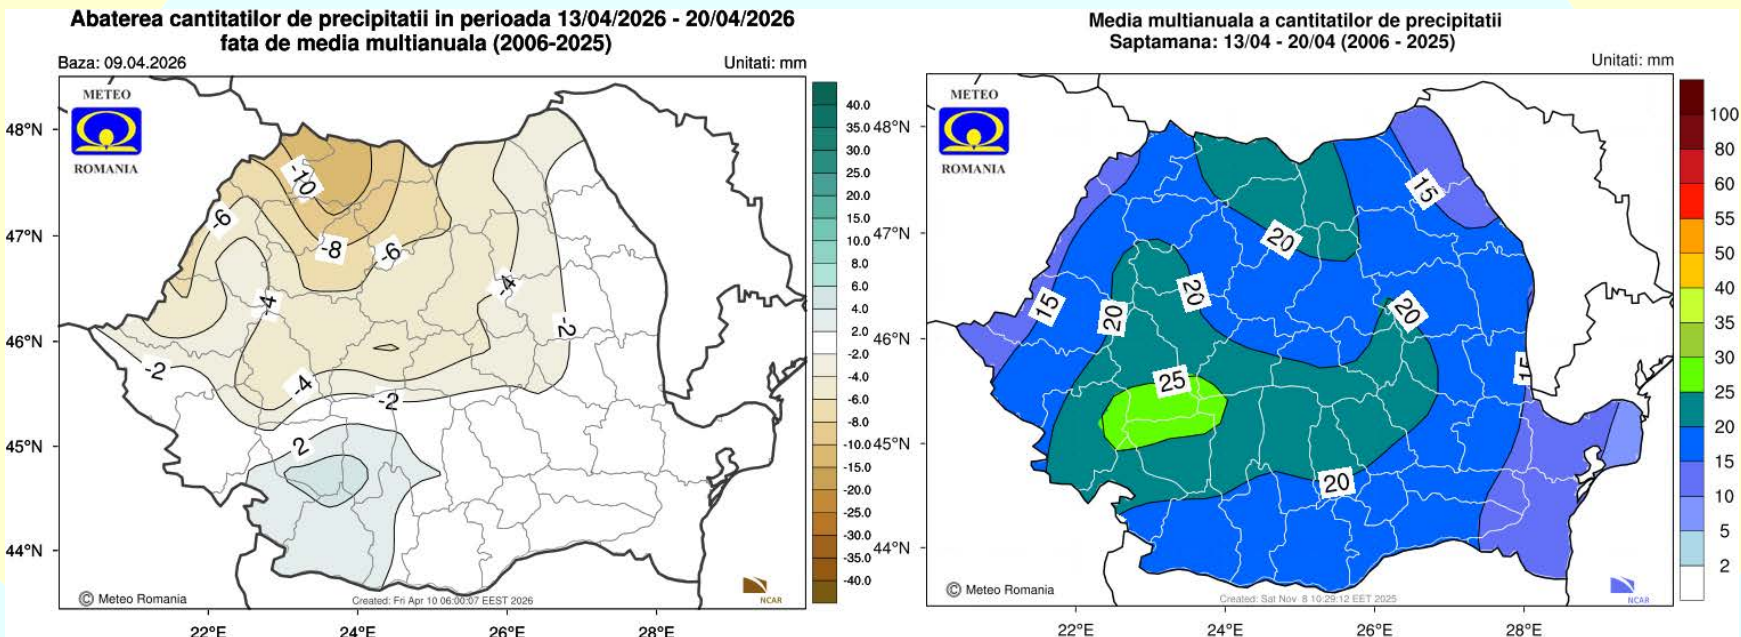 Abaterea cantitatilor de precipitatii in perioada 13/04/2026 - 20/04/2026
fata de media multianuala (2006-2025)
Baza: 09.04.2026
Unitati: mm
METEO
ROMANIA
48°N
47°N
46°N
45°N
44°N
22°E
24°E
26°E
28°E
-10
-6
-8
-6
-4
-4
-2
-2
-4
-2
2
40.0
35.0
30.0
25.0
20.0
15.0
10.0
8.0
6.0
4.0
2.0
-2.0
-4.0
-6.0
-8.0
-10.0
-15.0
-20.0
-25.0
-30.0
-35.0
-40.0
© Meteo Romania
Created: Fri Apr 10 06:00:07 EEST 2026
NCAR
Media multianuala a cantitatilor de precipitatii
Saptamana: 13/04 - 20/04 (2006 - 2025)
Unitati: mm
METEO
ROMANIA
48°N
47°N
46°N
45°N
44°N
22°E
24°E
26°E
28°E
15
20
20
15
20
20
25
20
100
80
60
55
50
40
35
30
25
20
15
10
5
2
© Meteo Romania
Created: Sat Nov 8 10:29:12 EET 2025
NCAR